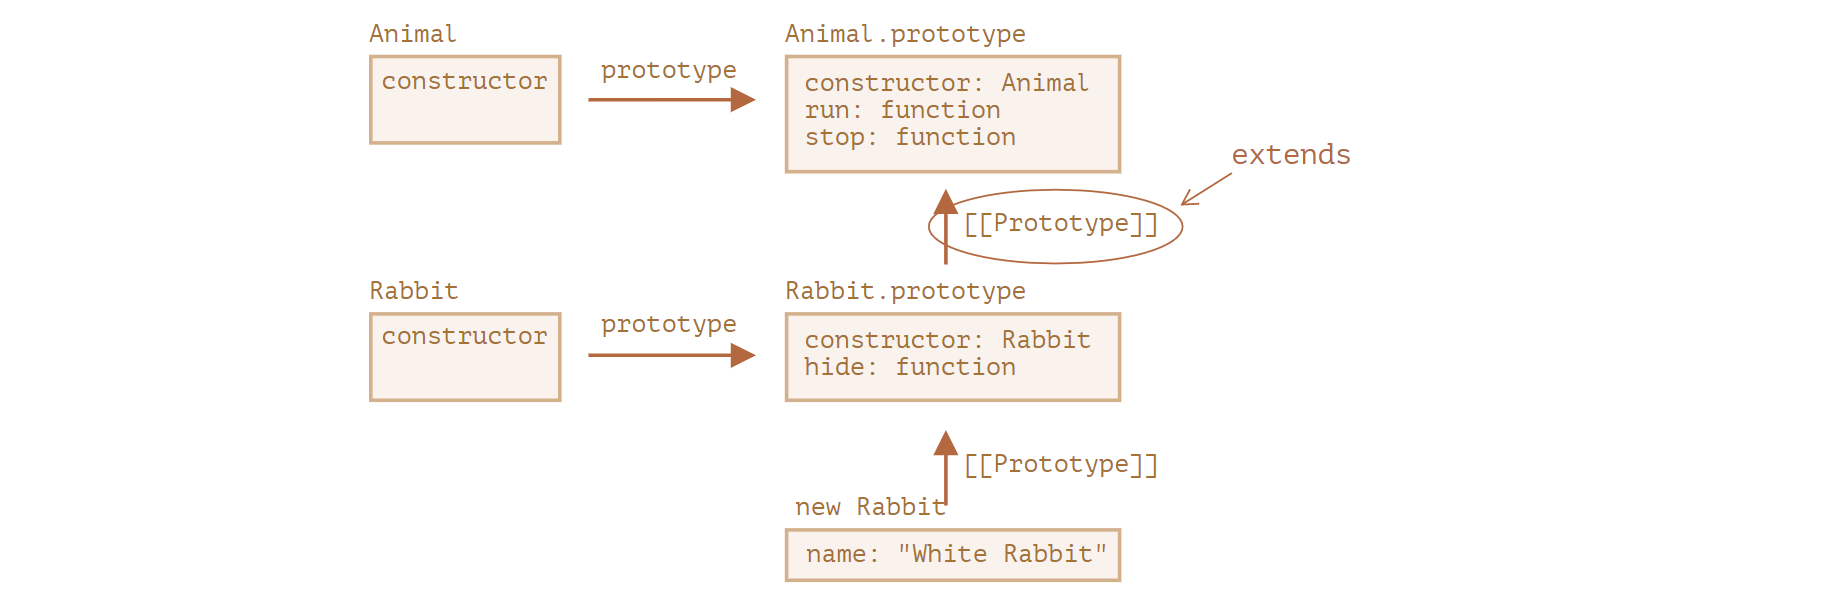 Animal
constructor
prototype
Animal.prototype
constructor: Animal
run: function
stop: function
extends
[[Prototype]]
Rabbit
constructor
prototype
Rabbit.prototype
constructor: Rabbit
hide: function
[[Prototype]]
new Rabbit
name: "White Rabbit"